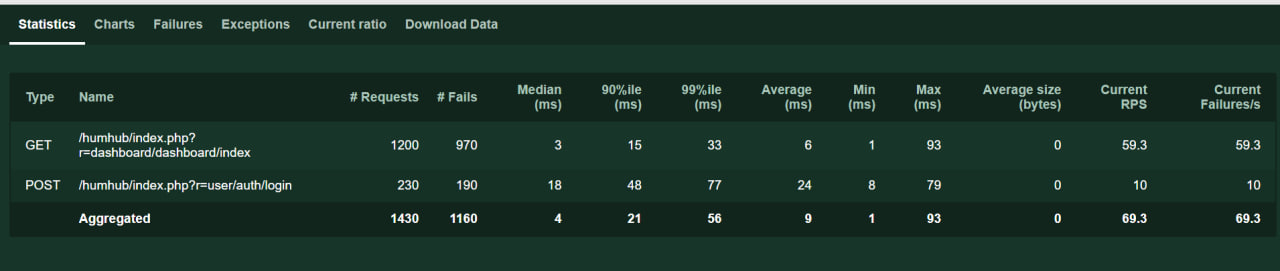 Statistics Charts Failures Exceptions Current ratio Download Data
Type Name # Requests # Fails Median (ms) 90%ile (ms) 99%ile (ms) Average (ms) Min (ms) Max (ms) Average size (bytes) Current RPS Current Failures/s
GET /humhub/index.php?
r=dashboard/dashboard/index 1200 970 3 15 33 6 1 93 0 59.3 59.3
POST /humhub/index.php?r=user/auth/login 230 190 18 48 77 24 8 79 0 10 10
Aggregated 1430 1160 4 21 56 9 1 93 0 69.3 69.3